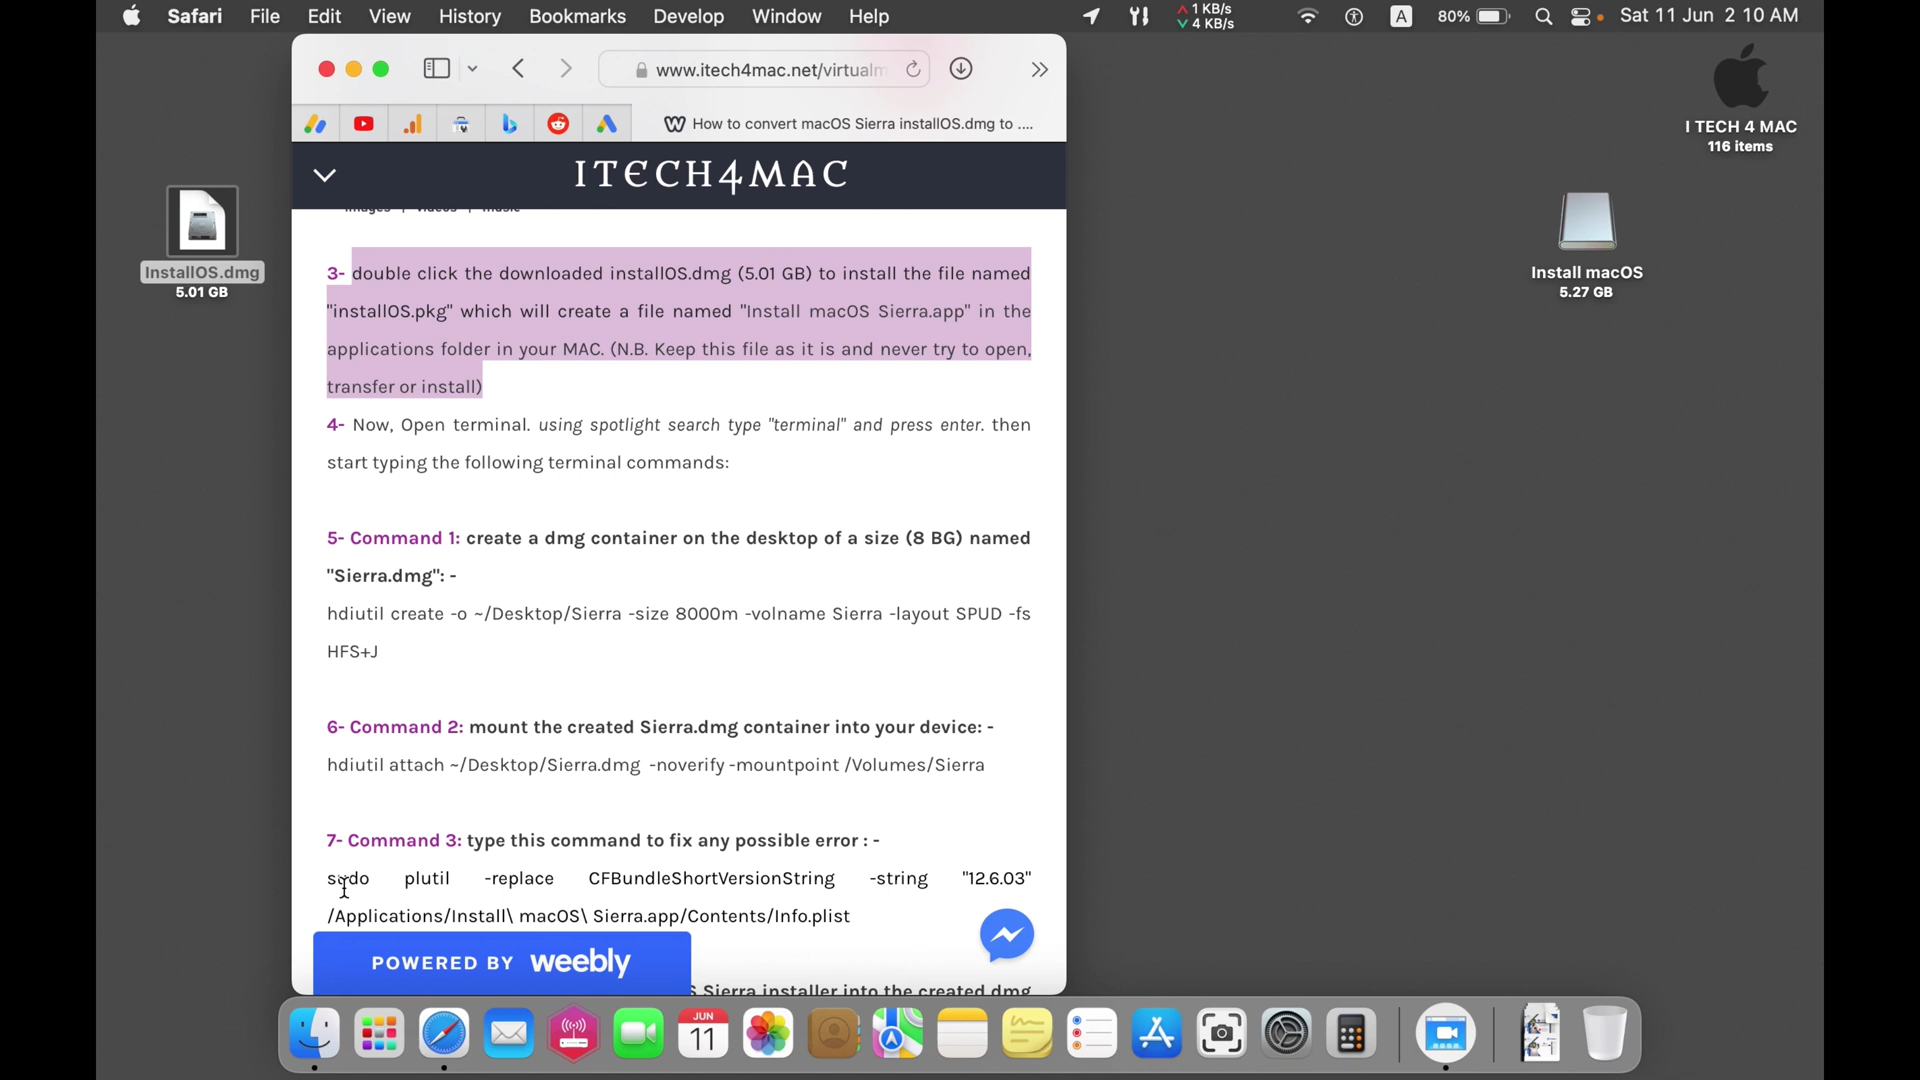 Safari File Edit View History Bookmarks Develop Window Help
1 KB/s
4 KB/s
A
80%
Sat 11 Jun 2 10 AM
www.itech4mac.net/virtualm
How to convert macOS Sierra installOS.dmg to ....
ITECH4MAC
I TECH 4 MAC
116 items
InstallOS.dmg
5.01 GB
Install macOS
5.27 GB
images | videos | music
3- double click the downloaded installOS.dmg (5.01 GB) to install the file named
"installOS.pkg" which will create a file named "Install macOS Sierra.app" in the
applications folder in your MAC. (N.B. Keep this file as it is and never try to open,
transfer or install)
4- Now, Open terminal. using spotlight search type "terminal" and press enter. then
start typing the following terminal commands:
5- Command 1: create a dmg container on the desktop of a size (8 BG) named
"Sierra.dmg": -
hdiutil create -o ~/Desktop/Sierra -size 8000m -volname Sierra -layout SPUD -fs
HFS+J
6- Command 2: mount the created Sierra.dmg container into your device: -
hdiutil attach ~/Desktop/Sierra.dmg -noverify -mountpoint /Volumes/Sierra
7- Command 3: type this command to fix any possible error : -
sudo plutil -replace CFBundleShortVersionString -string "12.6.03"
/Applications/Install\ macOS\ Sierra.app/Contents/Info.plist
POWERED BY weebly
S Sierra installer into the created dmg
JUN
11